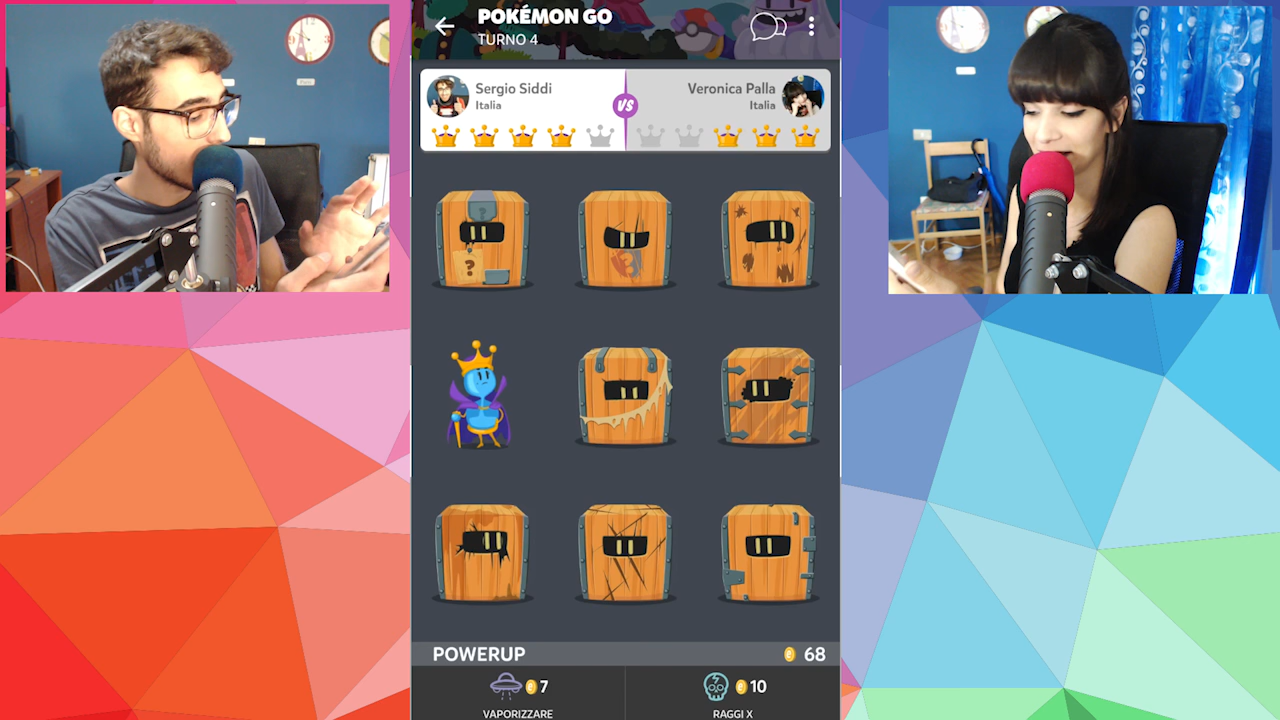 POKÉMON GO
TURNO 4
Sergio Siddi
Italia
VS
Veronica Palla
Italia
?
?
POWERUP
68
7
VAPORIZZARE
10
RAGGI X